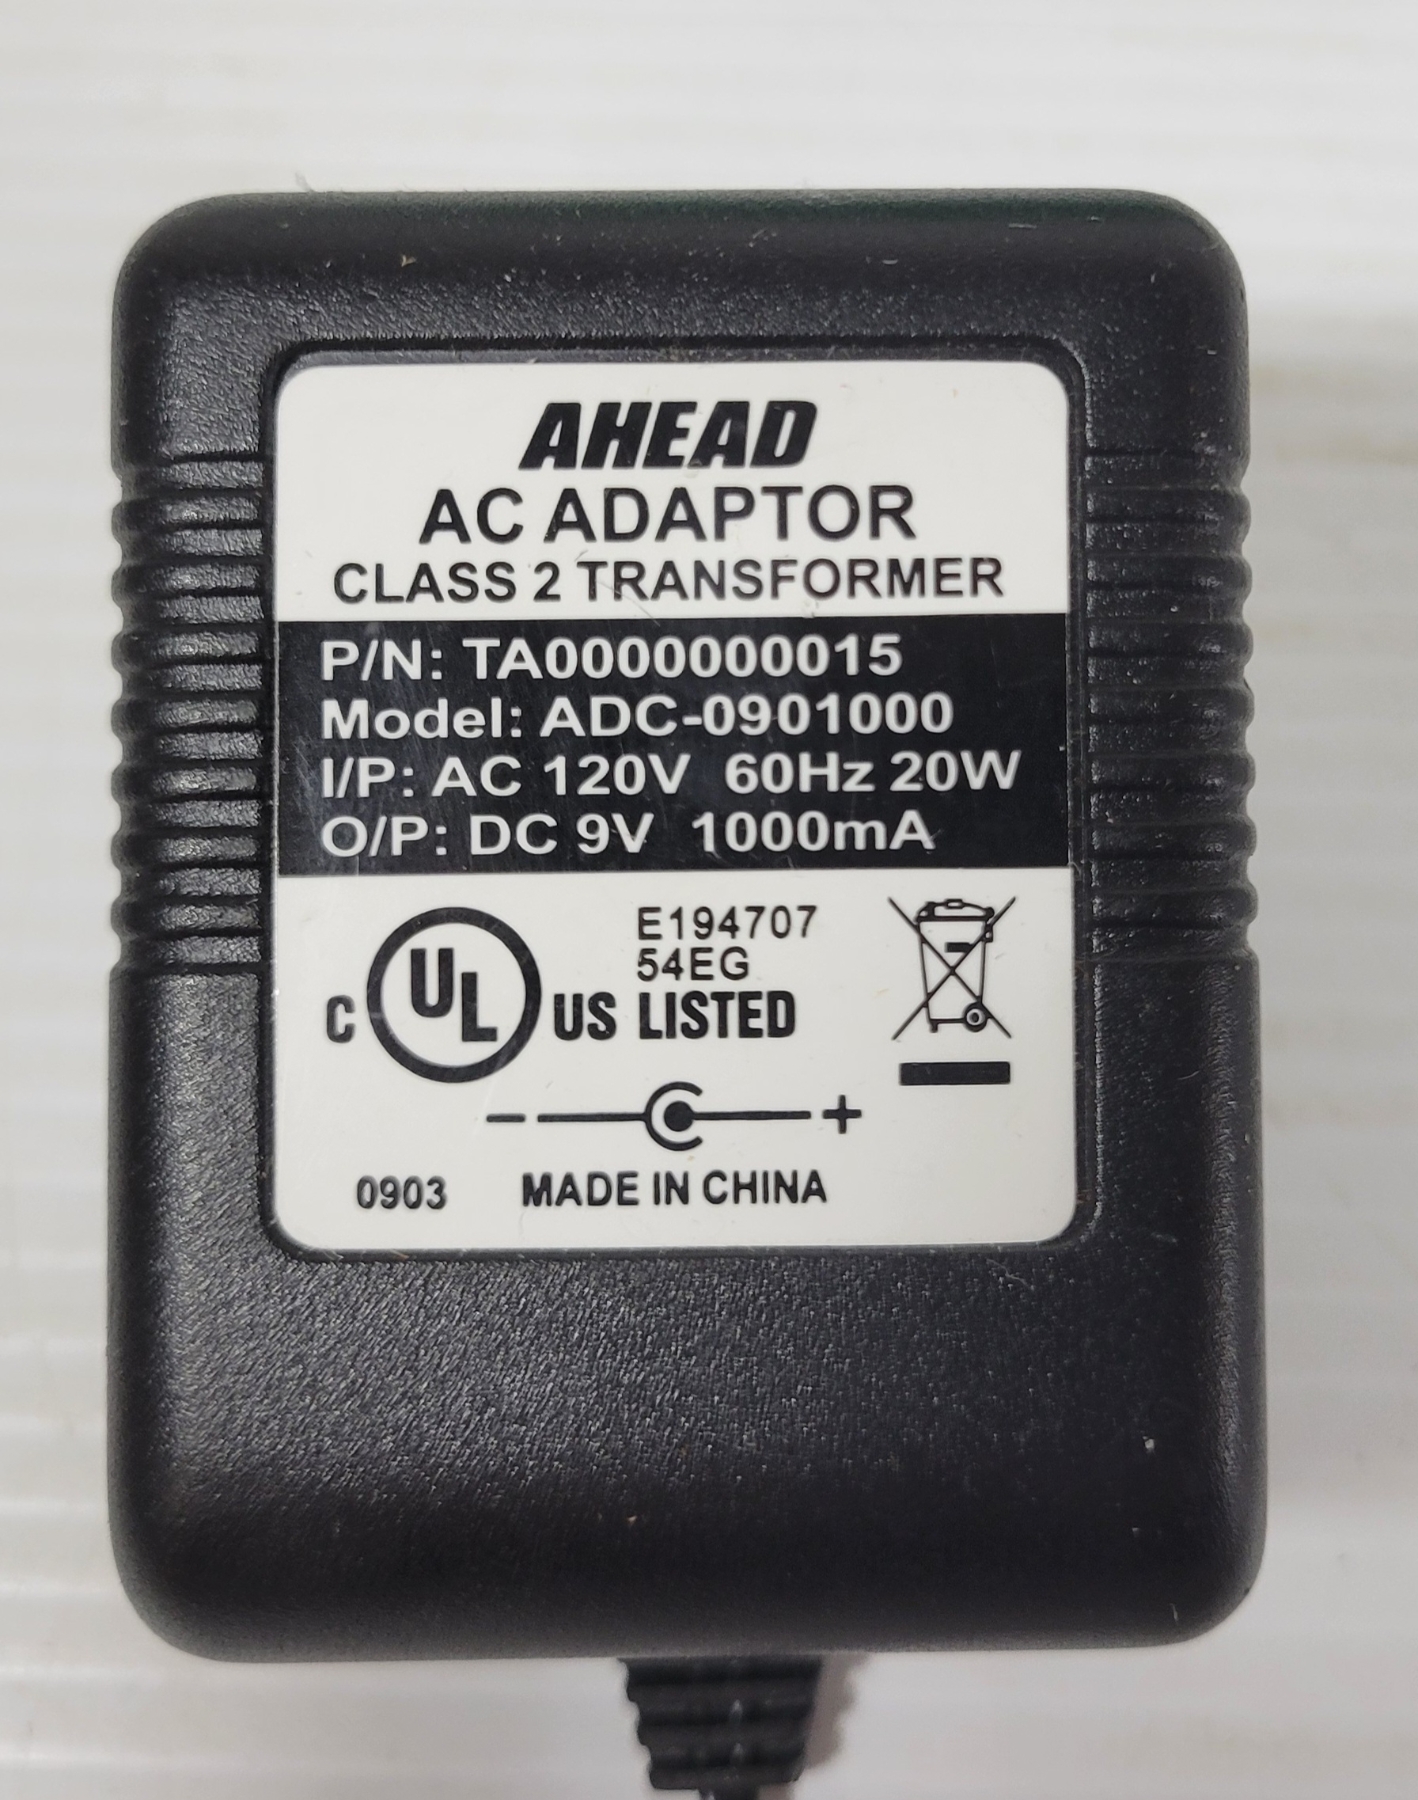 AHEAD
AC ADAPTOR
CLASS 2 TRANSFORMER
P/N: TA0000000015
Model: ADC-0901000
I/P: AC 120V 60Hz 20W
O/P: DC 9V 1000mA
E194707
54EG
C UL US LISTED
- +
0903 MADE IN CHINA